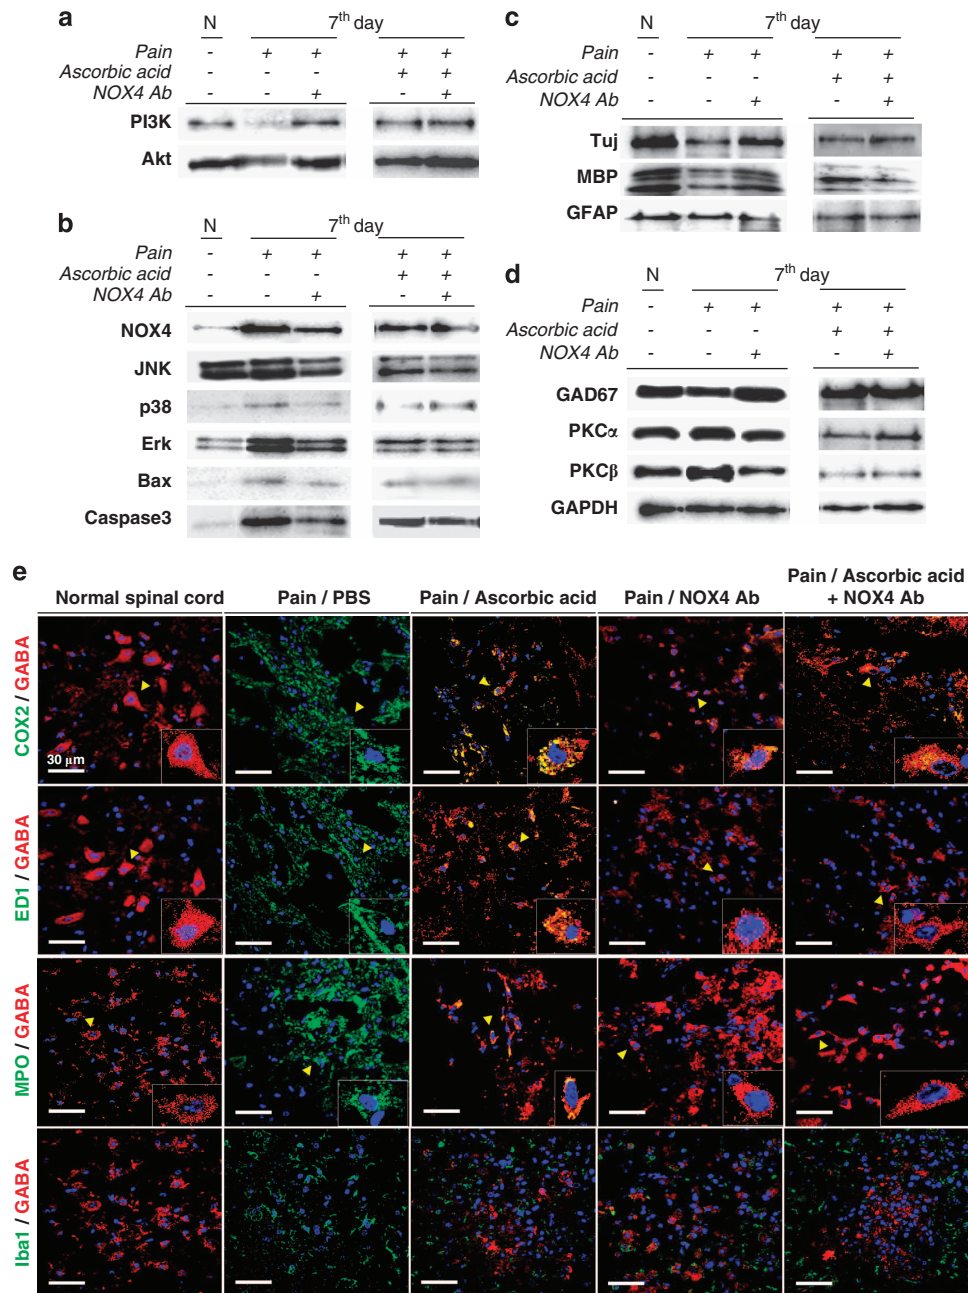 a
N 7th day
Pain - + + + +
Ascorbic acid - - - + +
NOX4 Ab - - + - +
PI3K
Akt
b
N 7th day
Pain - + + + +
Ascorbic acid - - - + +
NOX4 Ab - - + - +
NOX4
JNK
p38
Erk
Bax
Caspase3
c
N 7th day
Pain - + + + +
Ascorbic acid - - - + +
NOX4 Ab - - + - +
Tuj
MBP
GFAP
d
N 7th day
Pain - + + + +
Ascorbic acid - - - + +
NOX4 Ab - - + - +
GAD67
PKCα
PKCβ
GAPDH
e
Normal spinal cord
Pain / PBS
Pain / Ascorbic acid
Pain / NOX4 Ab
Pain / Ascorbic acid
+ NOX4 Ab
COX2 / GABA
30 μm
ED1 / GABA
MPO / GABA
Iba1 / GABA